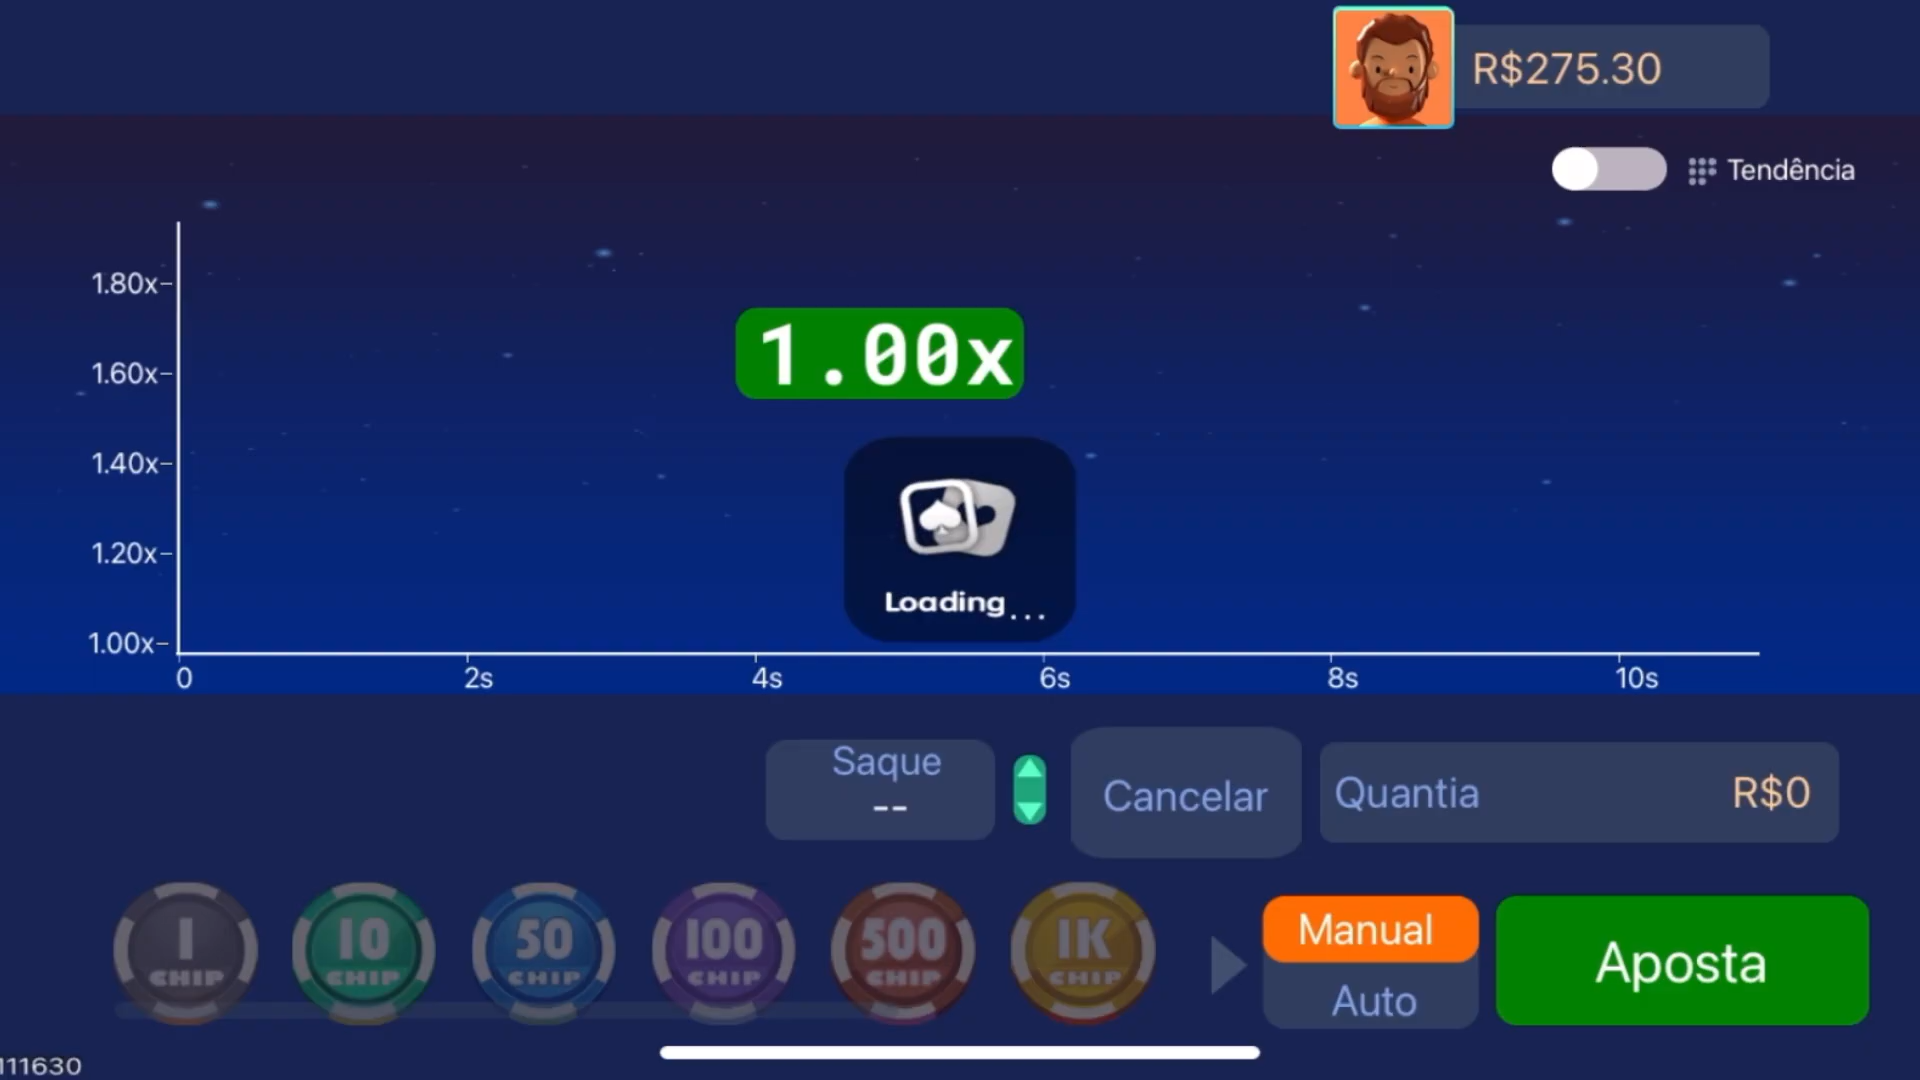 R$275.30
Tendência
1.80x
1.60x
1.40x
1.20x
1.00x
1.00x
Loading...
0 2s 4s 6s 8s 10s
Saque
--
Cancelar
Quantia R$0
1 CHIP
10 CHIP
50 CHIP
100 CHIP
500 CHIP
1K CHIP
Manual
Auto
Aposta
111630